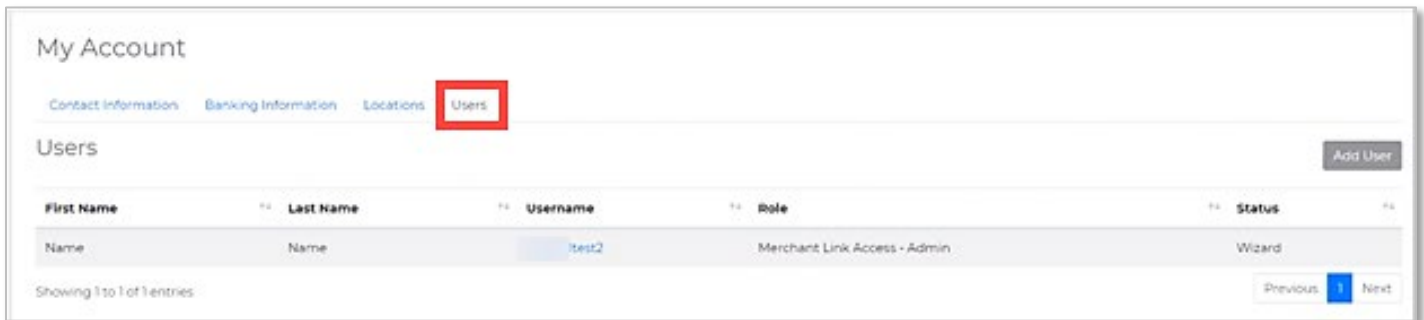 My Account
Contact Information Banking Information Locations Users
Users
Add User
First Name Last Name Username Role Status
Name Name test2 Merchant Link Access - Admin Wizard
Showing 1 to 1 of 1 entries
Previous 1 Next